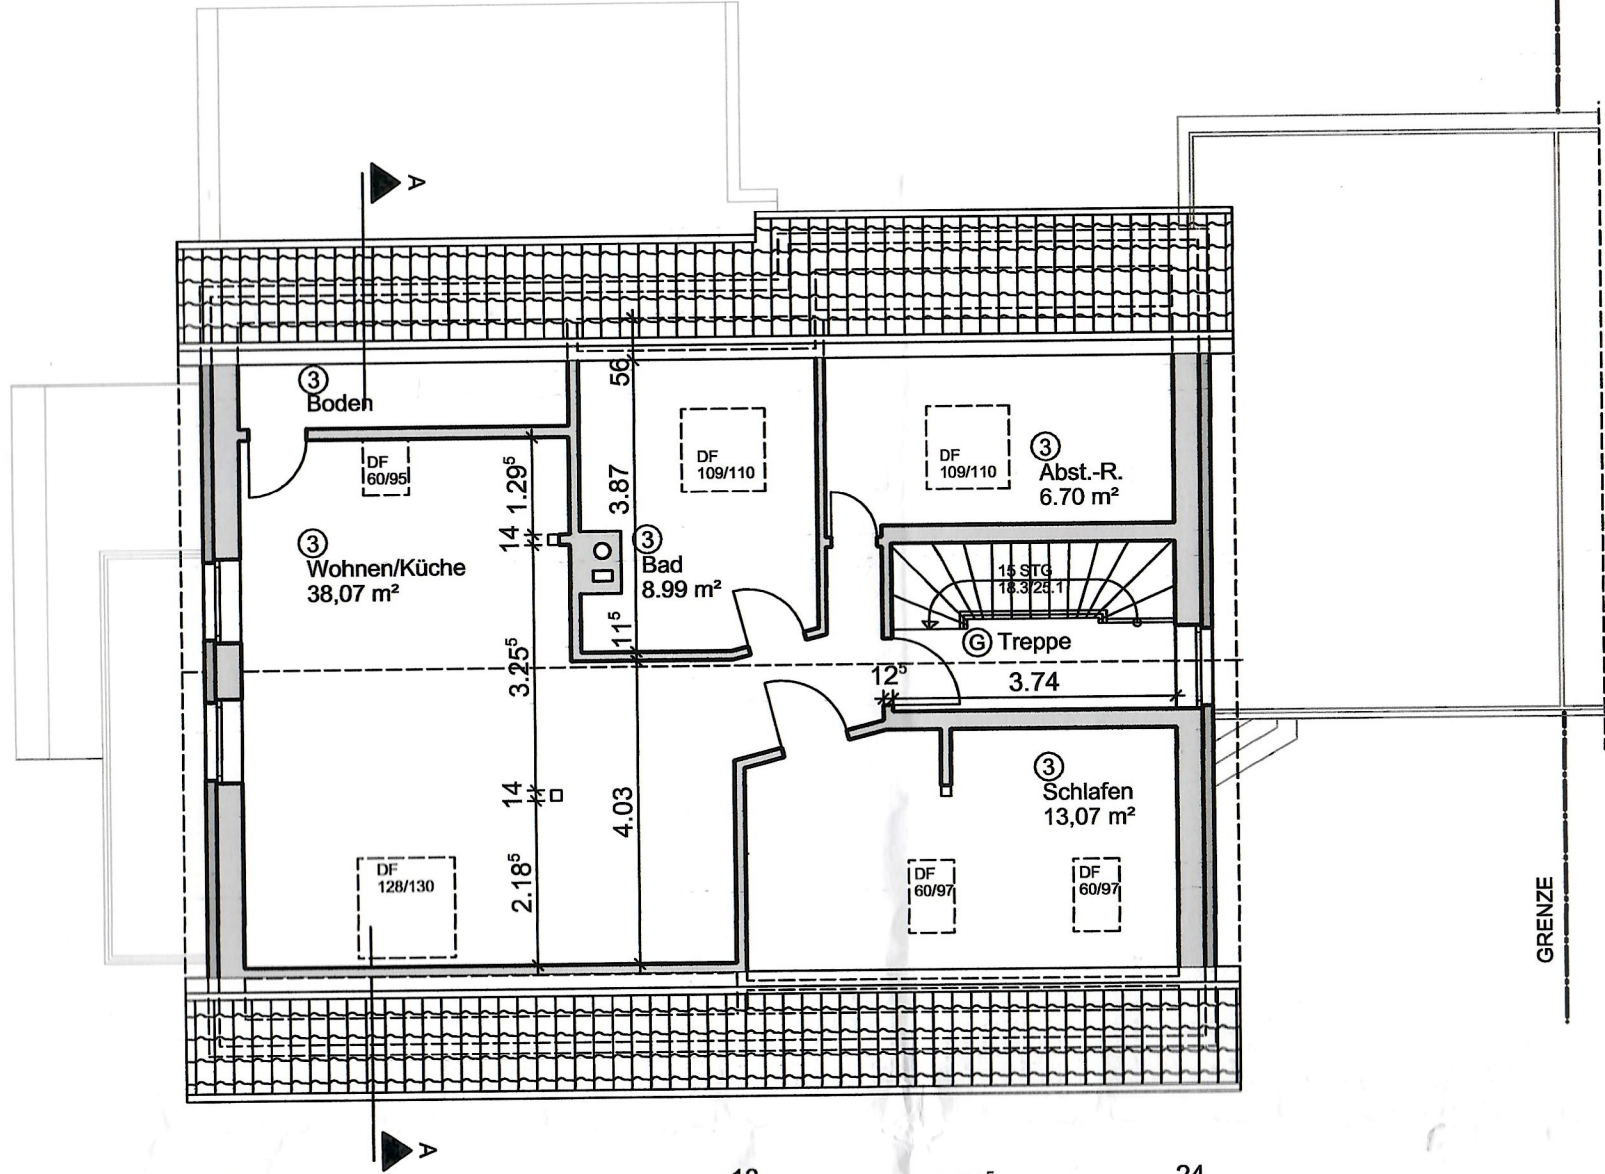 A
3
Boden
56
DF
60/95
1.29⁵
3.87
DF
109/110
DF
109/110
3
Abst.-R.
6.70 m²
14
3
Wohnen/Küche
38,07 m²
3
Bad
8.99 m²
15 STG
18.3/25.1
11⁵
3.25⁵
G Treppe
12⁵
3.74
14
4.03
3
Schlafen
13,07 m²
DF
128/130
2.18⁵
DF
60/97
DF
60/97
GRENZE
A
24